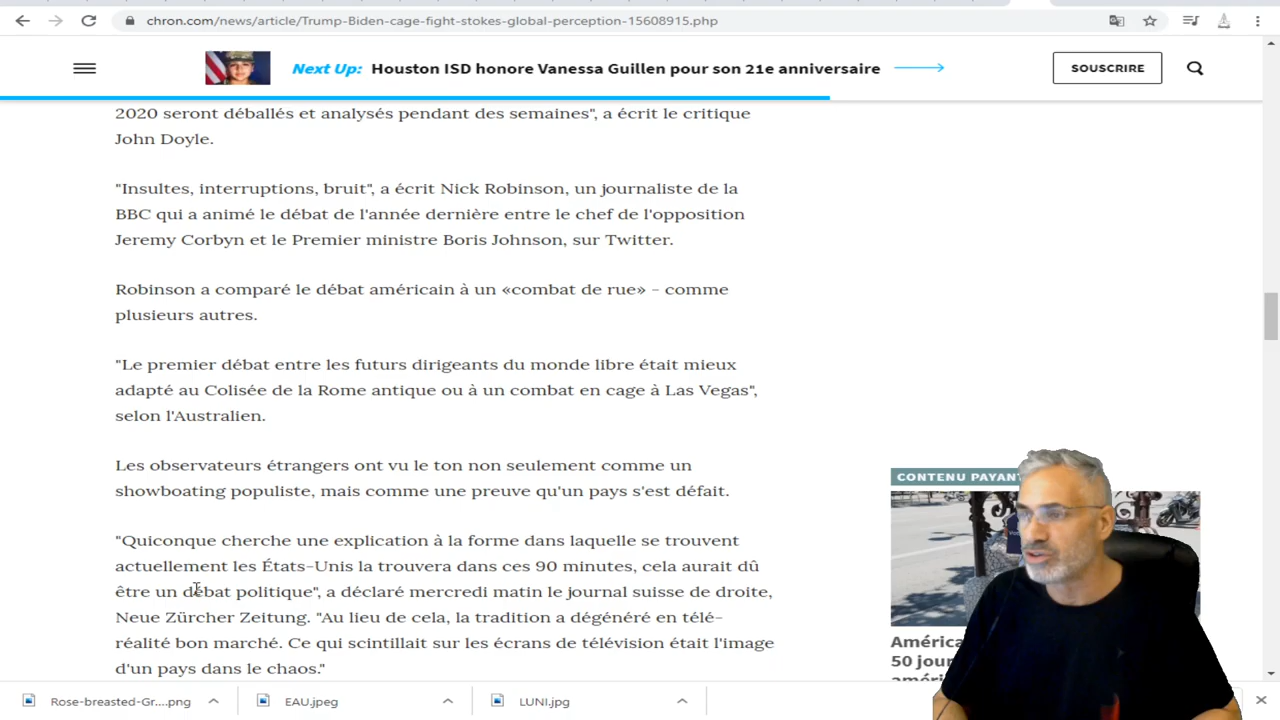 chron.com/news/article/Trump-Biden-cage-fight-stokes-global-perception-15608915.php
Next Up: Houston ISD honore Vanessa Guillen pour son 21e anniversaire
SOUSCRIRE
2020 seront déballés et analysés pendant des semaines", a écrit le critique
John Doyle.
"Insultes, interruptions, bruit", a écrit Nick Robinson, un journaliste de la
BBC qui a animé le débat de l'année dernière entre le chef de l'opposition
Jeremy Corbyn et le Premier ministre Boris Johnson, sur Twitter.
Robinson a comparé le débat américain à un «combat de rue» - comme
plusieurs autres.
"Le premier débat entre les futurs dirigeants du monde libre était mieux
adapté au Colisée de la Rome antique ou à un combat en cage à Las Vegas",
selon l'Australien.
Les observateurs étrangers ont vu le ton non seulement comme un
showboating populiste, mais comme une preuve qu'un pays s'est défait.
"Quiconque cherche une explication à la forme dans laquelle se trouvent
actuellement les États-Unis la trouvera dans ces 90 minutes, cela aurait dû
être un débat politique", a déclaré mercredi matin le journal suisse de droite,
Neue Zürcher Zeitung. "Au lieu de cela, la tradition a dégénéré en télé-
réalité bon marché. Ce qui scintillait sur les écrans de télévision était l'image
d'un pays dans le chaos."
CONTENU PAYANT
América
50 jour
améri
Rose-breasted-Gr....png
EAU.jpeg
LUNI.jpg